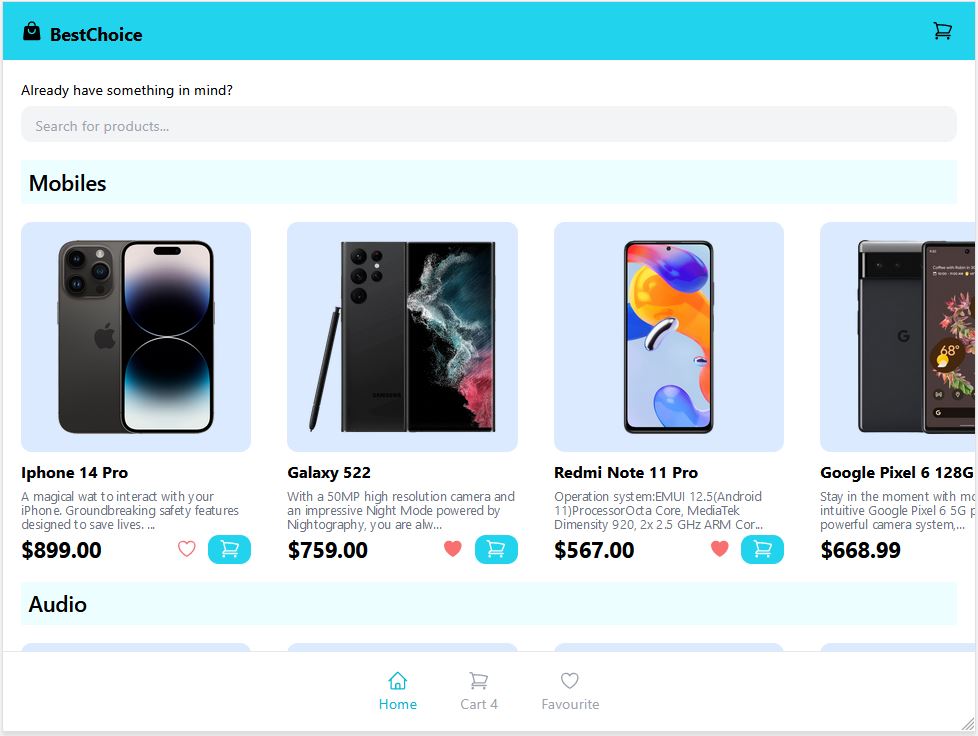 BestChoice
Already have something in mind?
Search for products...
Mobiles
SAMSUNG
G
68°
G
Iphone 14 Pro
A magical wat to interact with your
iPhone. Groundbreaking safety features
designed to save lives. ...
$899.00
Galaxy 522
With a 50MP high resolution camera and
an impressive Night Mode powered by
Nightography, you are alw...
$759.00
Redmi Note 11 Pro
Operation system:EMUI 12.5(Android
11)ProcessorOcta Core, MediaTek
Dimensity 920, 2x 2.5 GHz ARM Cor...
$567.00
Google Pixel 6 128G
Stay in the moment with mo
intuitive Google Pixel 6 5G p
powerful camera system,...
$668.99
Audio
Home
Cart 4
Favourite